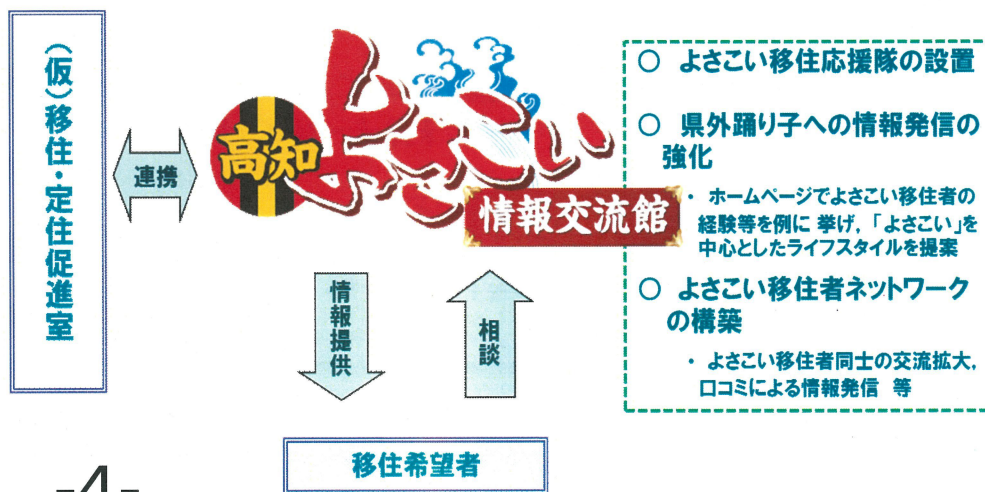 (仮)移住・定住促進室
連携
高知
よさこい
情報交流館
情報提供
相談
移住希望者
○ よさこい移住応援隊の設置
○ 県外踊り子への情報発信の
強化
・ ホームページでよさこい移住者の
経験等を例に 挙げ,「よさこい」を
中心としたライフスタイルを提案
○ よさこい移住者ネットワーク
の構築
・ よさこい移住者同士の交流拡大,
口コミによる情報発信 等
-4-